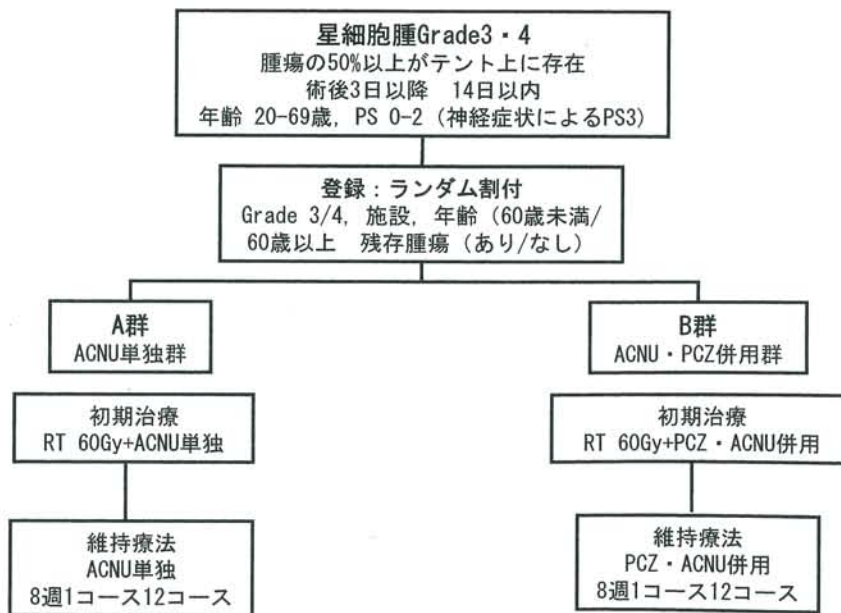 星細胞腫Grade3・4
腫瘍の50%以上がテント上に存在
術後3日以降　14日以内
年齢 20-69歳, PS 0-2（神経症状によるPS3）
登録：ランダム割付
Grade 3/4, 施設, 年齢（60歳未満/
60歳以上　残存腫瘍（あり/なし）
A群
ACNU単独群
B群
ACNU・PCZ併用群
初期治療
RT 60Gy+ACNU単独
初期治療
RT 60Gy+PCZ・ACNU併用
維持療法
ACNU単独
8週1コース12コース
維持療法
PCZ・ACNU併用
8週1コース12コース